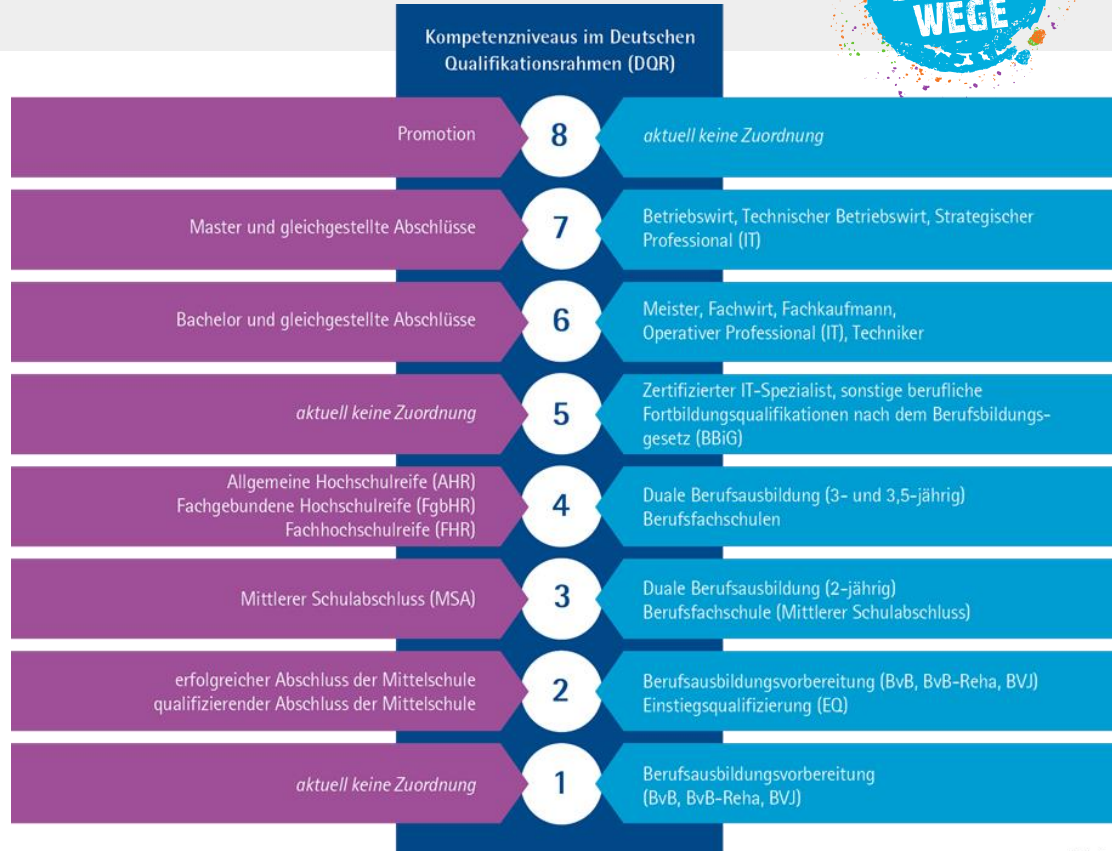 WEGE
Kompetenzniveaus im Deutschen
Qualifikationsrahmen (DQR)
Promotion
8
aktuell keine Zuordnung
Master und gleichgestellte Abschlüsse
7
Betriebswirt, Technischer Betriebswirt, Strategischer
Professional (IT)
Bachelor und gleichgestellte Abschlüsse
6
Meister, Fachwirt, Fachkaufmann,
Operativer Professional (IT), Techniker
aktuell keine Zuordnung
5
Zertifizierter IT-Spezialist, sonstige berufliche
Fortbildungsqualifikationen nach dem Berufsbildungs-
gesetz (BBiG)
Allgemeine Hochschulreife (AHR)
Fachgebundene Hochschulreife (FgbHR)
Fachhochschulreife (FHR)
4
Duale Berufsausbildung (3- und 3,5-jährig)
Berufsfachschulen
Mittlerer Schulabschluss (MSA)
3
Duale Berufsausbildung (2-jährig)
Berufsfachschule (Mittlerer Schulabschluss)
erfolgreicher Abschluss der Mittelschule
qualifizierender Abschluss der Mittelschule
2
Berufsausbildungsvorbereitung (BvB, BvB-Reha, BVJ)
Einstiegsqualifizierung (EQ)
aktuell keine Zuordnung
1
Berufsausbildungsvorbereitung
(BvB, BvB-Reha, BVJ)